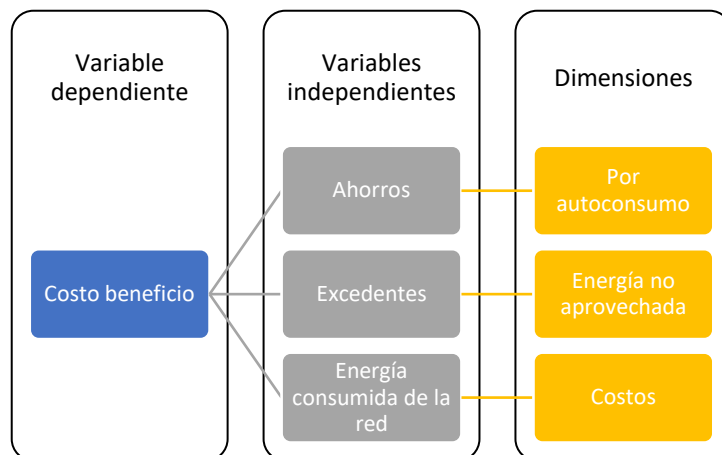 Variable
dependiente
Variables
independientes
Dimensiones
Costo beneficio
Ahorros
Por
autoconsumo
Excedentes
Energía no
aprovechada
Energía
consumida de la
red
Costos